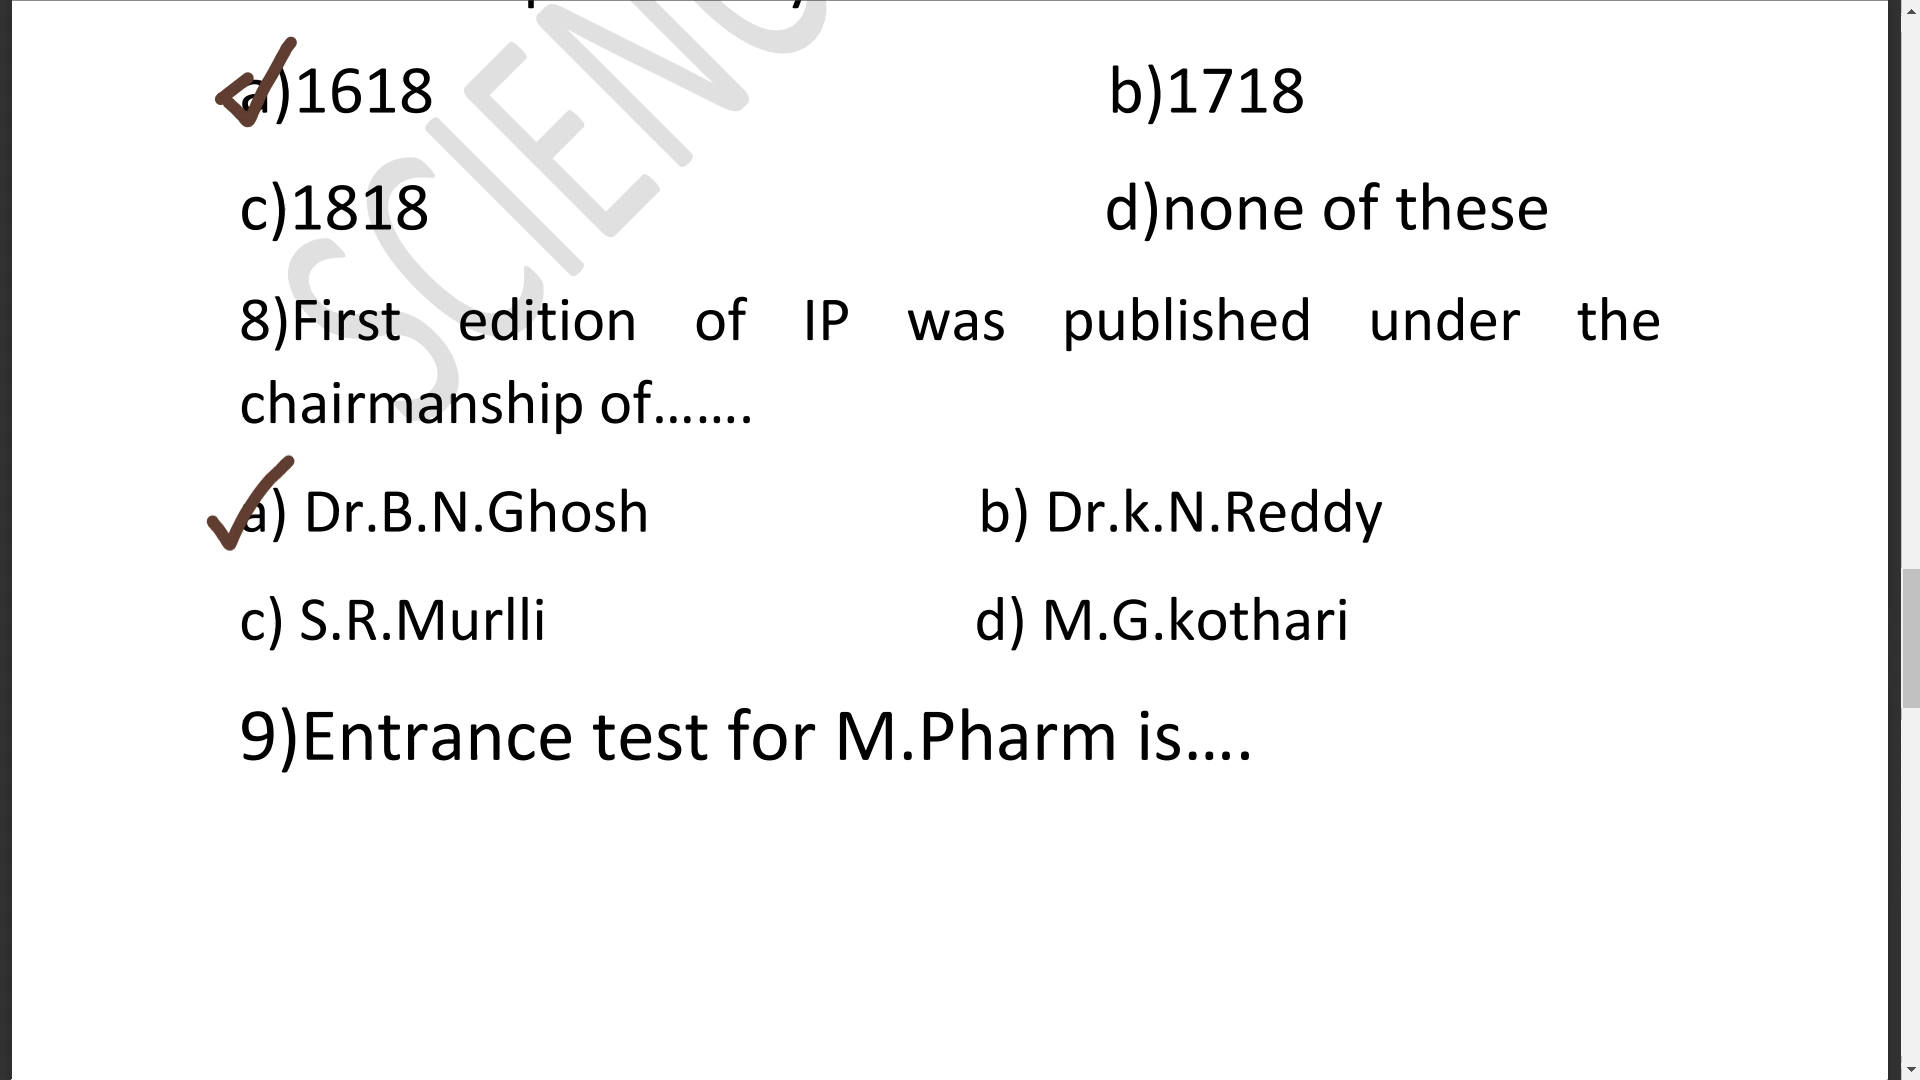 a)1618 b)1718
c)1818 d)none of these
SCIENC
8)First edition of IP was published under the
chairmanship of.......
a) Dr.B.N.Ghosh b) Dr.k.N.Reddy
c) S.R.Murlli d) M.G.kothari
9)Entrance test for M.Pharm is....